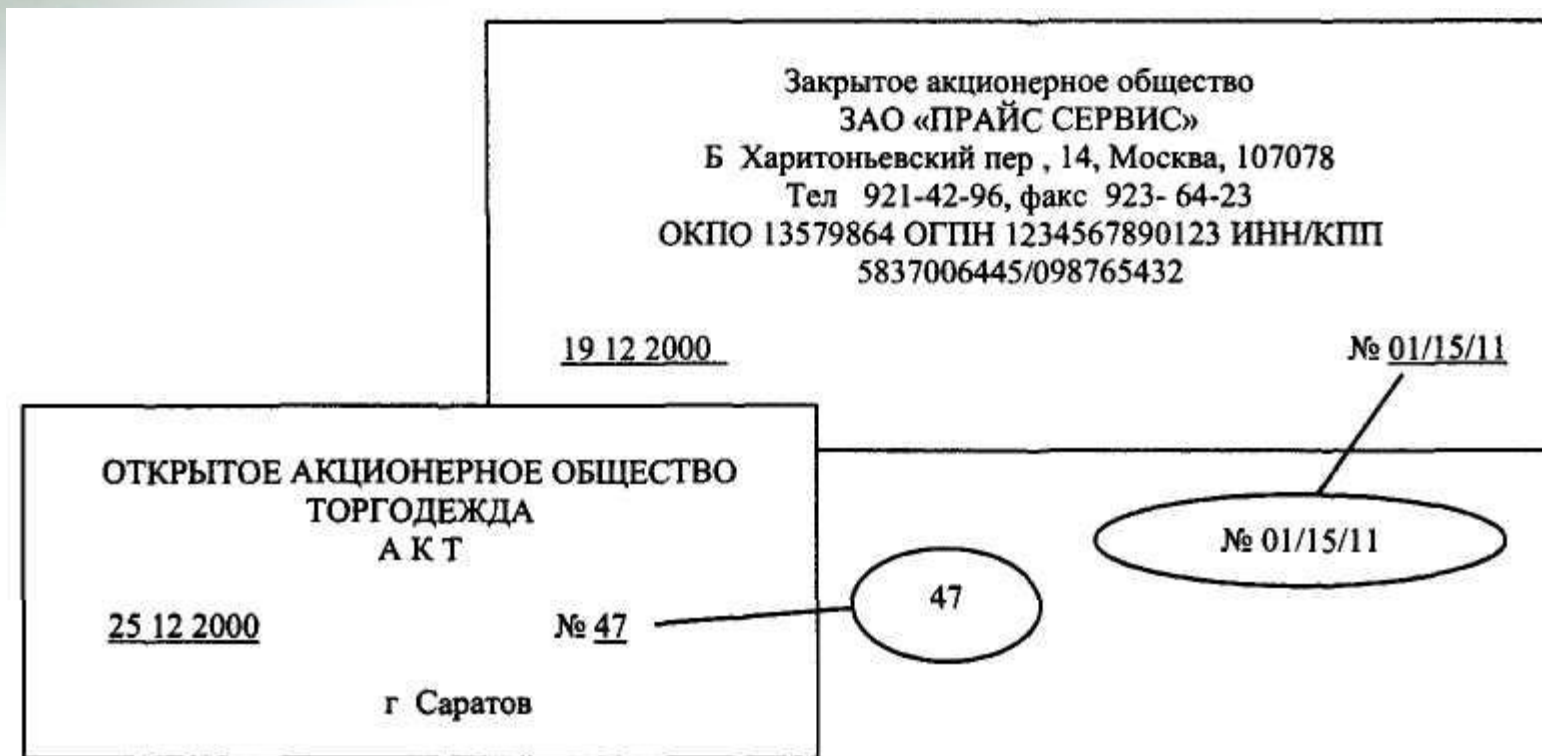 Закрытое акционерное общество
ЗАО «ПРАЙС СЕРВИС»
Б Харитоньевский пер , 14, Москва, 107078
Тел 921-42-96, факс 923- 64-23
ОКПО 13579864 ОГПН 1234567890123 ИНН/КПП
5837006445/098765432
19 12 2000 № 01/15/11
№ 01/15/11
ОТКРЫТОЕ АКЦИОНЕРНОЕ ОБЩЕСТВО
ТОРГОДЕЖДА
А К Т
25 12 2000 № 47
47
г Саратов